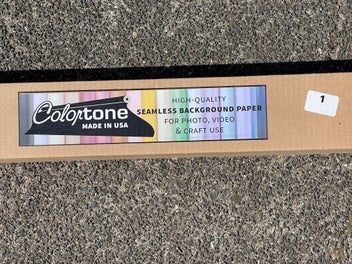 Colortone
MADE IN USA
HIGH-QUALITY
SEAMLESS BACKGROUND PAPER
FOR PHOTO, VIDEO
& CRAFT USE
1